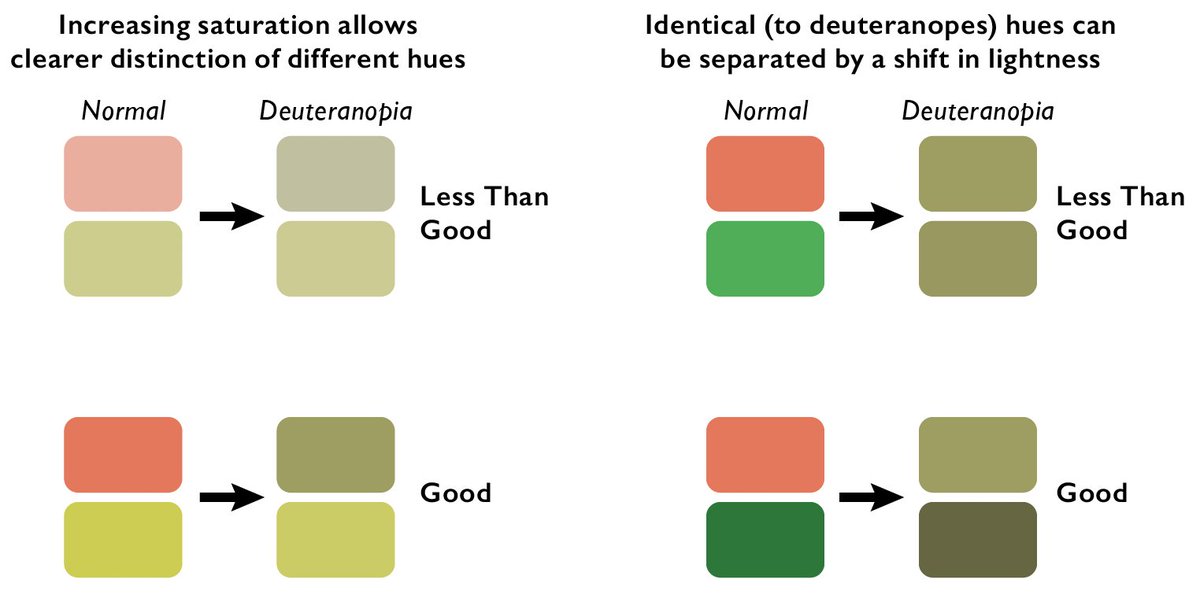 Increasing saturation allows
clearer distinction of different hues
Normal
Deuteranopia
Less Than
Good
Good
Identical (to deuteranopes) hues can
be separated by a shift in lightness
Normal
Deuteranopia
Less Than
Good
Good